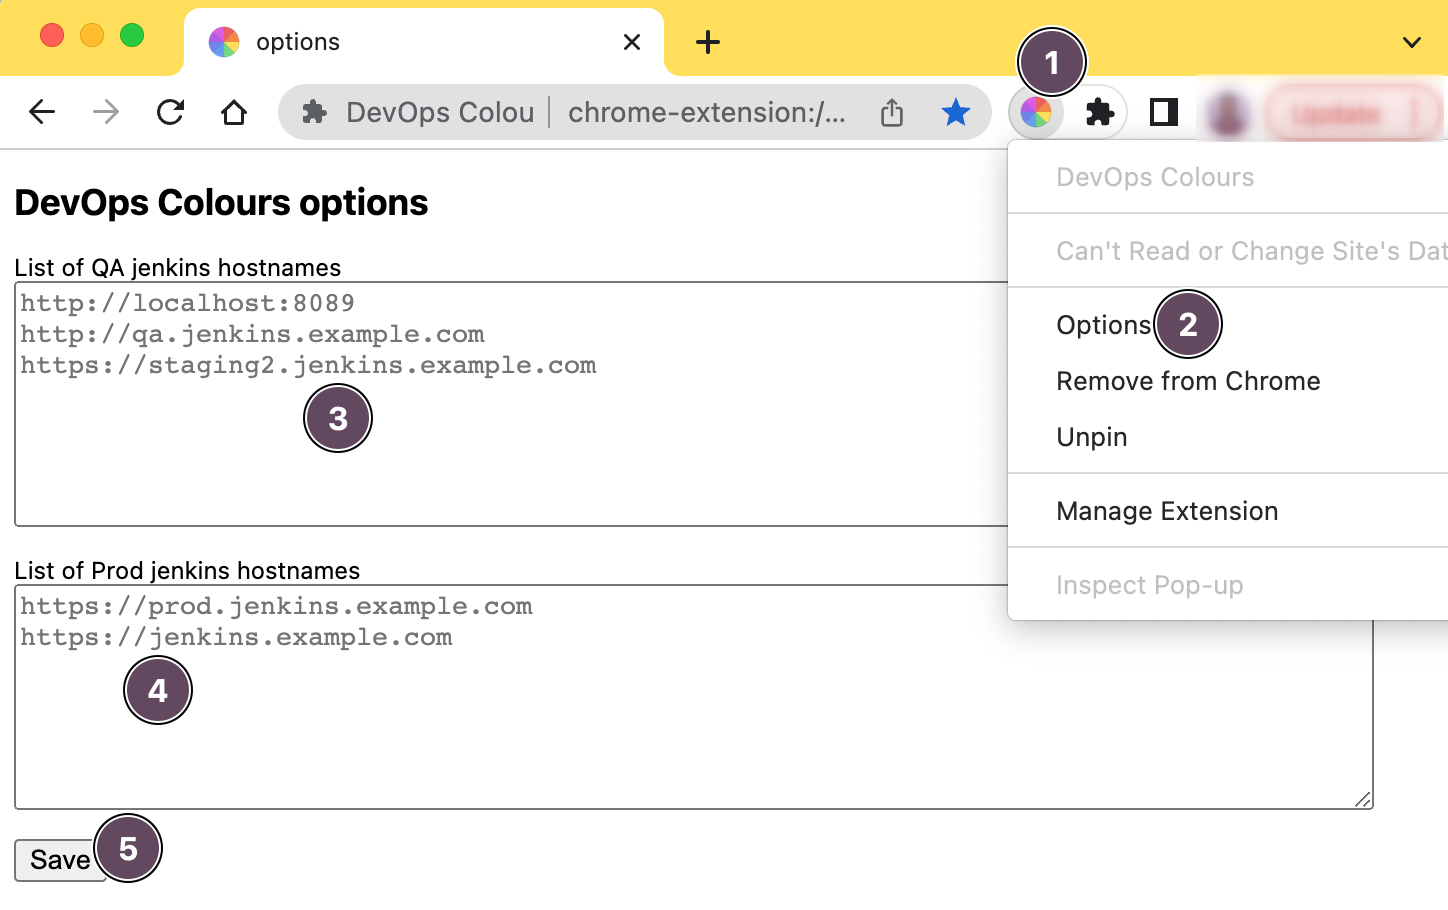 options
DevOps Colou
chrome-extension:/...
Update
1
DevOps Colours
Can't Read or Change Site's Dat
Options
2
Remove from Chrome
Unpin
Manage Extension
Inspect Pop-up
DevOps Colours options
List of QA jenkins hostnames
http://localhost:8089
http://qa.jenkins.example.com
https://staging2.jenkins.example.com
3
List of Prod jenkins hostnames
https://prod.jenkins.example.com
https://jenkins.example.com
4
Save
5